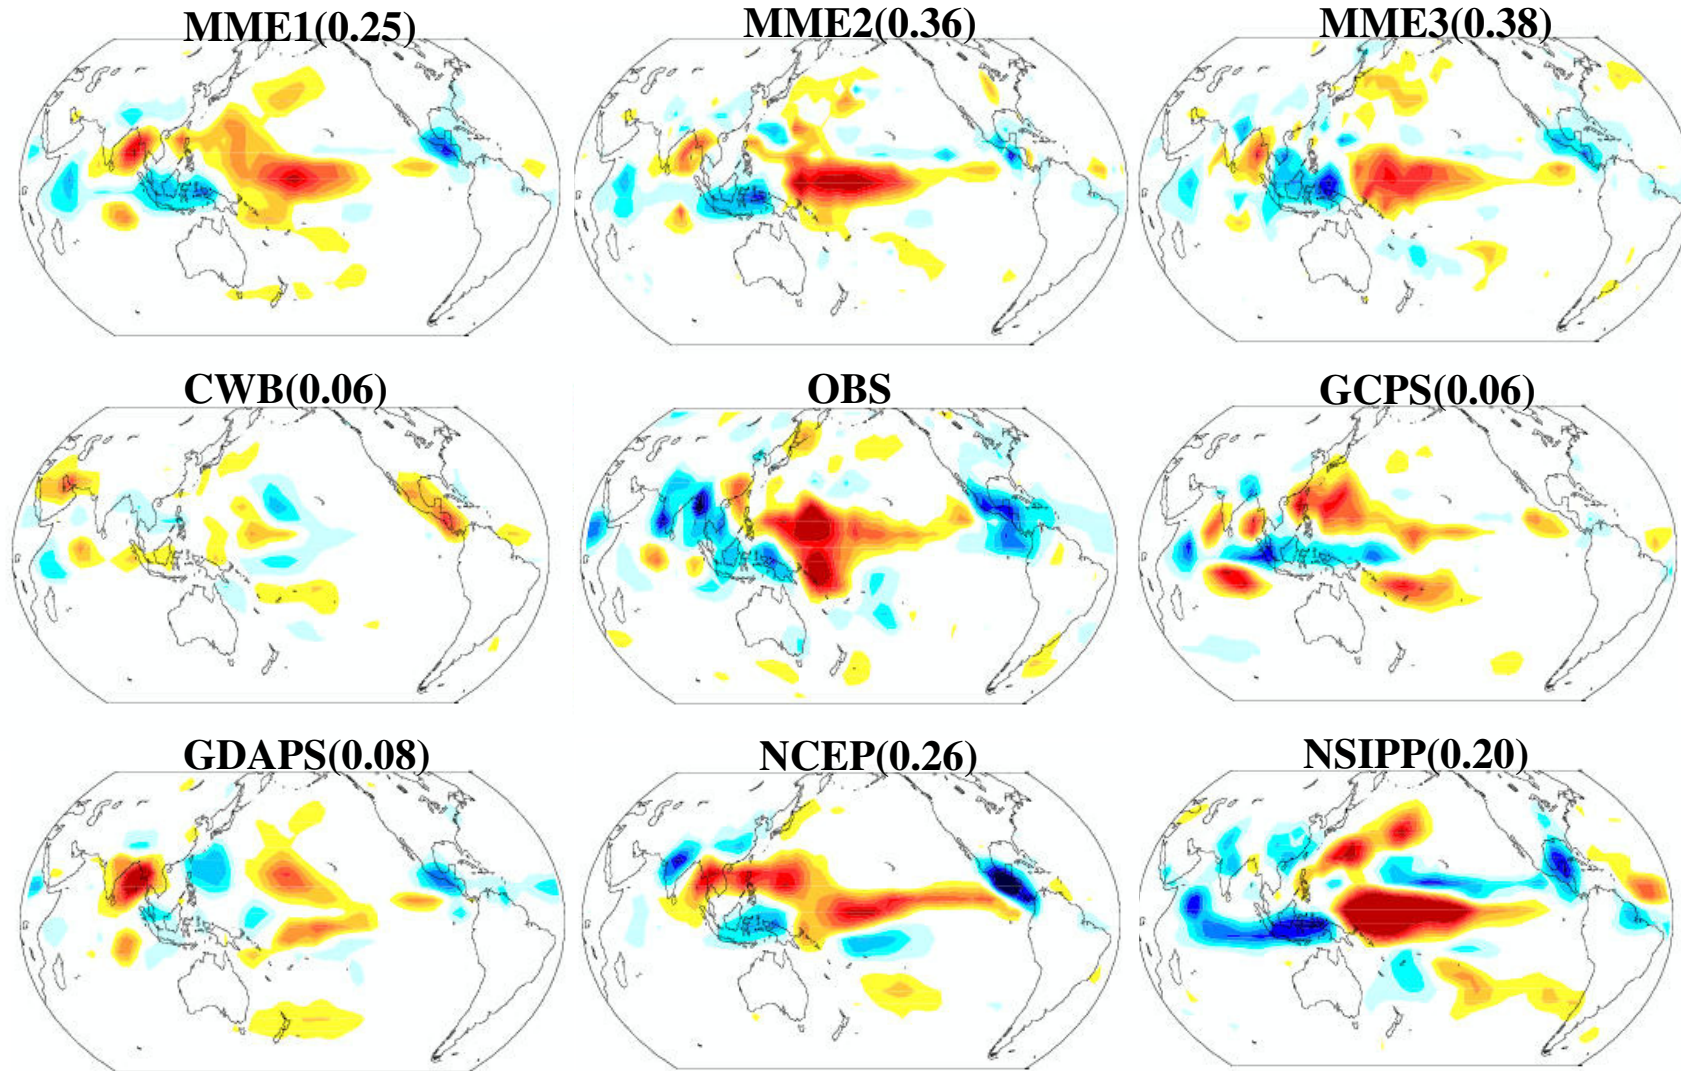 MME1(0.25)
MME2(0.36)
MME3(0.38)
CWB(0.06)
OBS
GCPS(0.06)
GDAPS(0.08)
NCEP(0.26)
NSIPP(0.20)